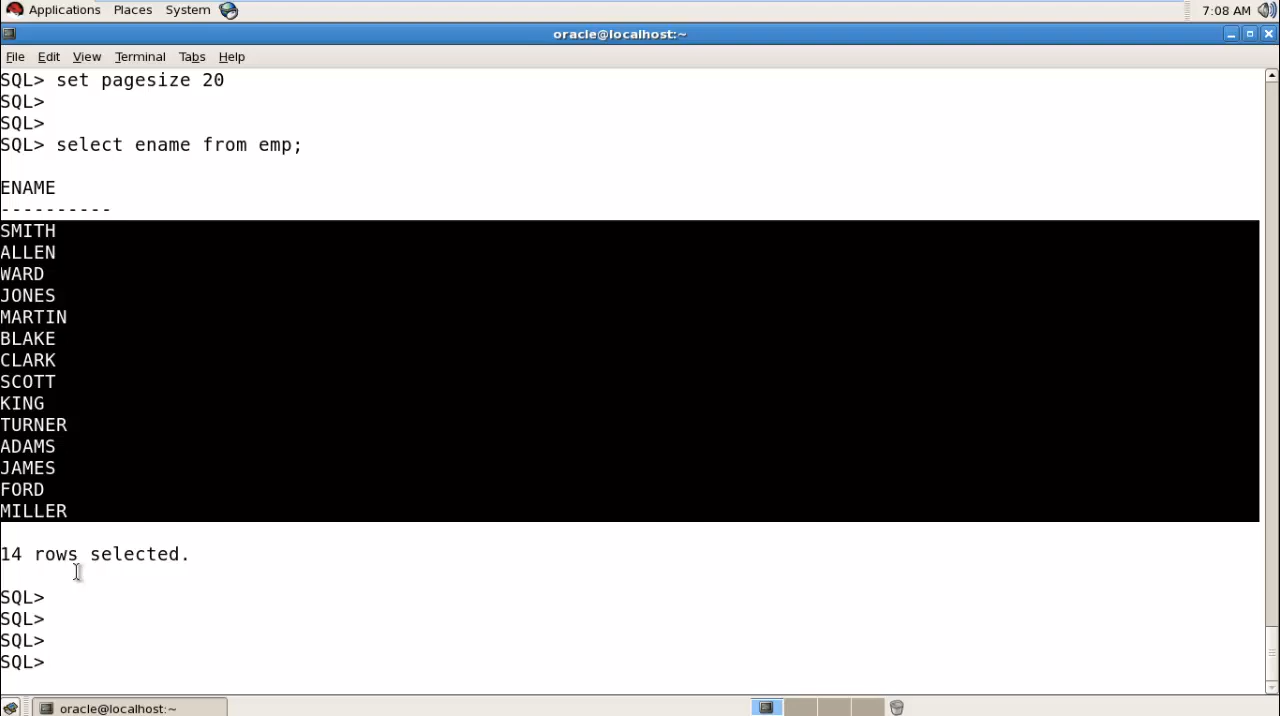 Applications Places System 7:08 AM
oracle@localhost:~
File Edit View Terminal Tabs Help
SQL> set pagesize 20
SQL>
SQL>
SQL> select ename from emp;
ENAME
----------
SMITH
ALLEN
WARD
JONES
MARTIN
BLAKE
CLARK
SCOTT
KING
TURNER
ADAMS
JAMES
FORD
MILLER
14 rows selected.
SQL>
SQL>
SQL>
SQL>
oracle@localhost:~